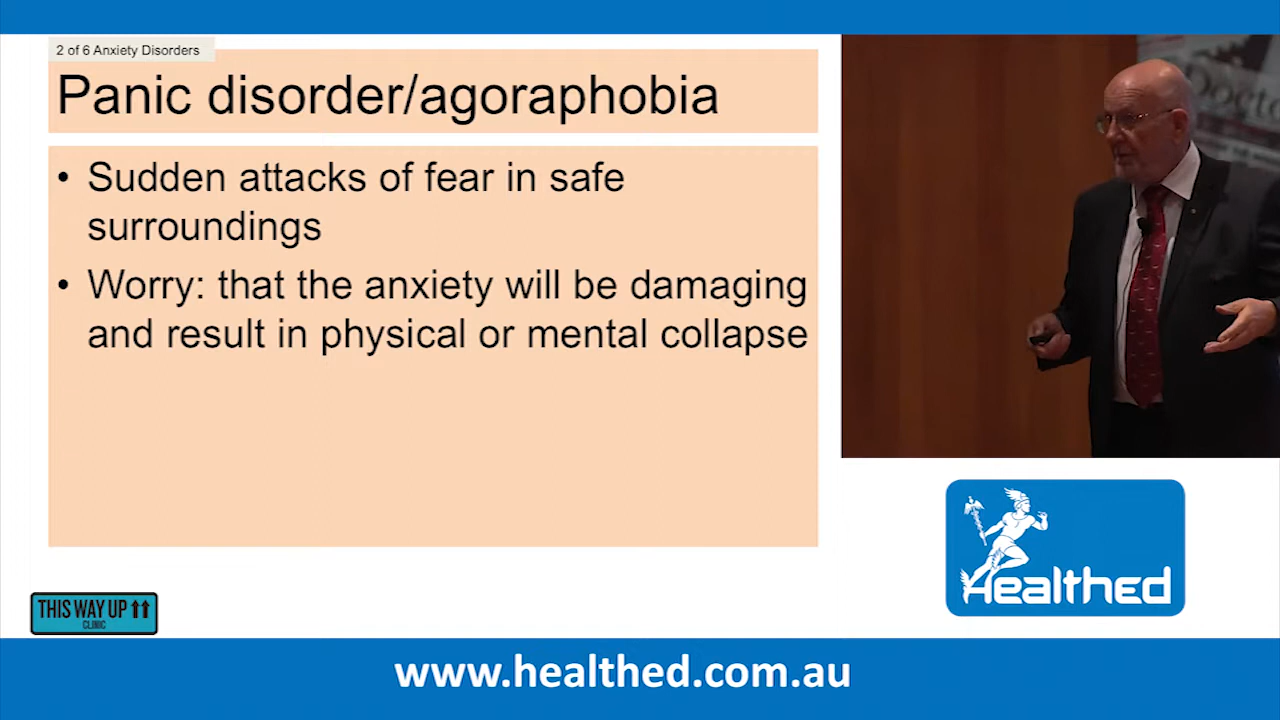 2 of 6 Anxiety Disorders
Panic disorder/agoraphobia
• Sudden attacks of fear in safe
surroundings
• Worry: that the anxiety will be damaging
and result in physical or mental collapse
THIS WAY UP
CLINIC
Healthed
www.healthed.com.au